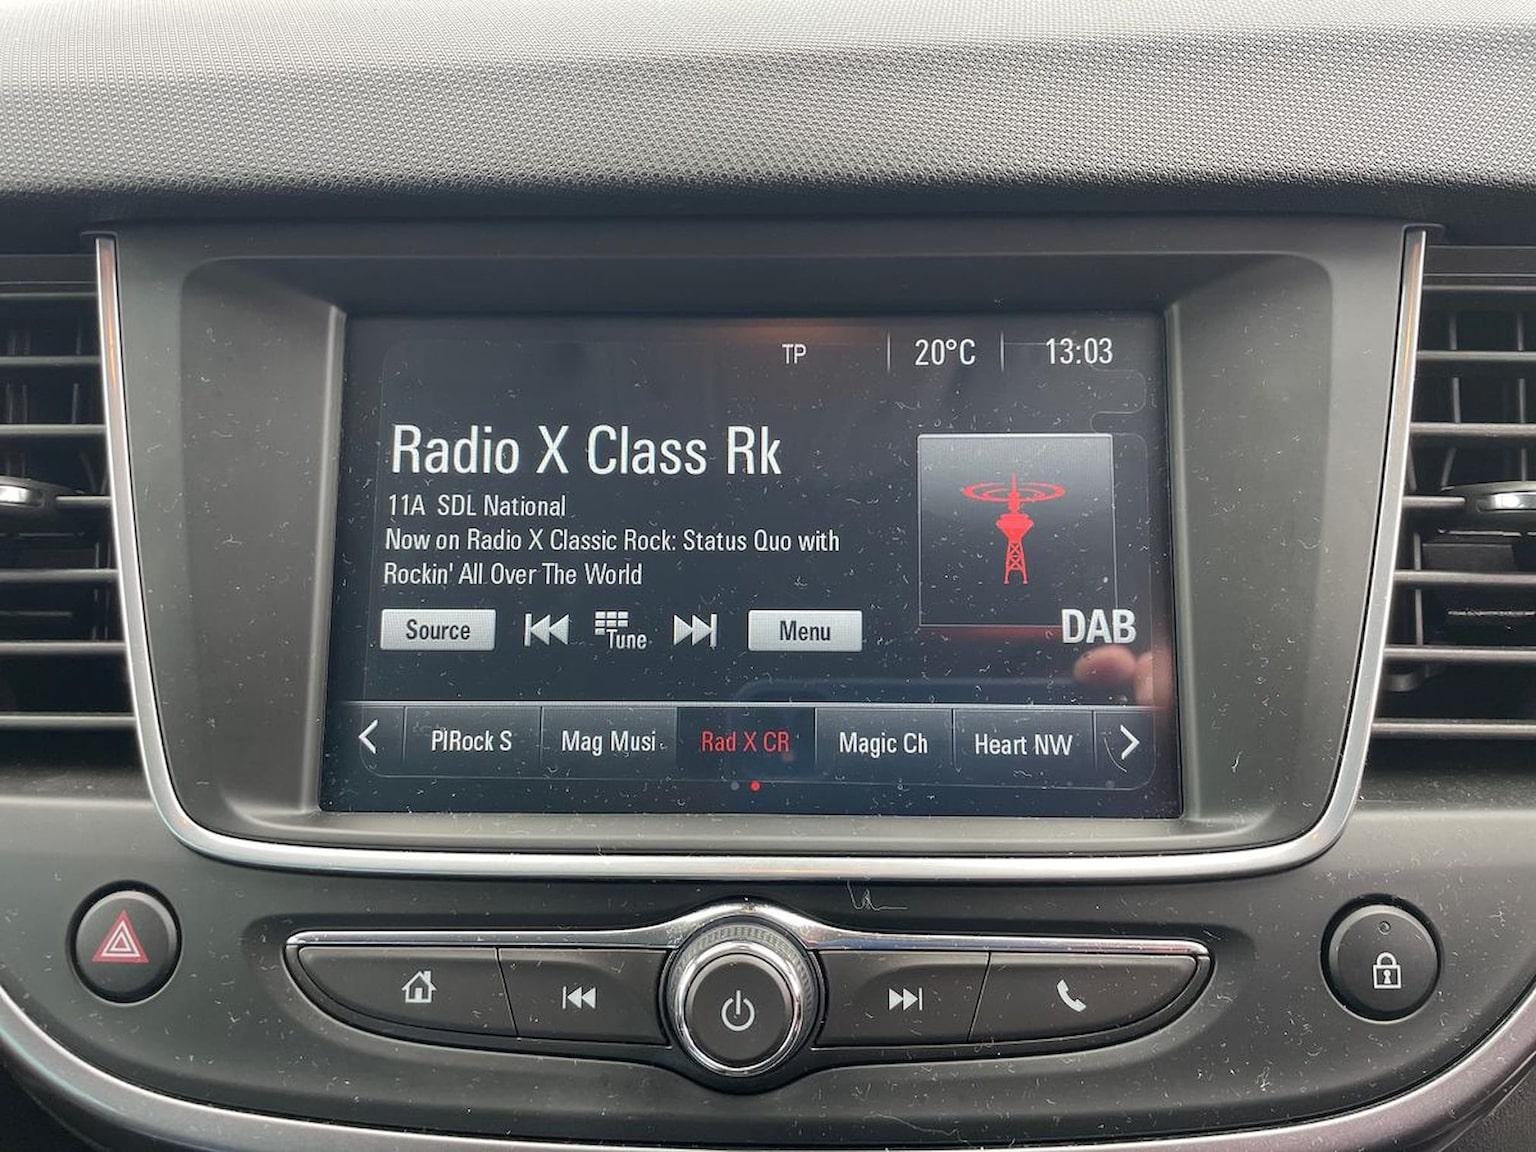 TP 20°C 13:03
Radio X Class Rk
11A SDL National
Now on Radio X Classic Rock: Status Quo with
Rockin' All Over The World
Source Tune Menu
DAB
PlRock S Mag Musi Rad X CR Magic Ch Heart NW